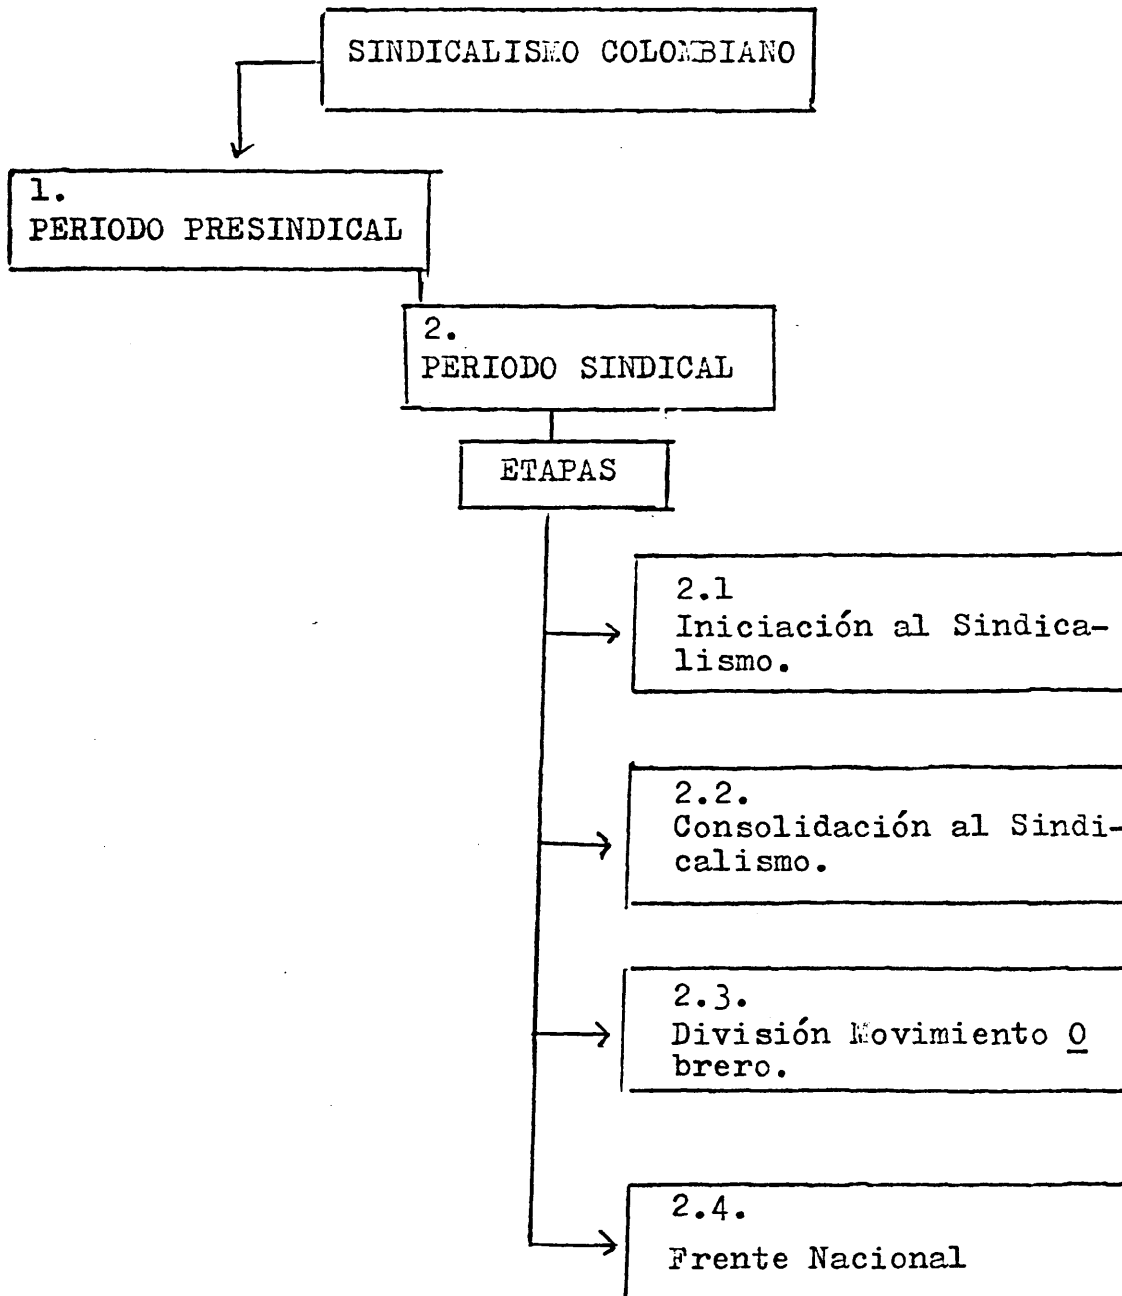 SINDICALISMO COLOMBIANO
1.
PERIODO PRESINDICAL
2.
PERIODO SINDICAL
ETAPAS
2.1
Iniciación al Sindica-
lismo.
2.2.
Consolidación al Sindi-
calismo.
2.3.
División Movimiento O
brero.
2.4.
Frente Nacional